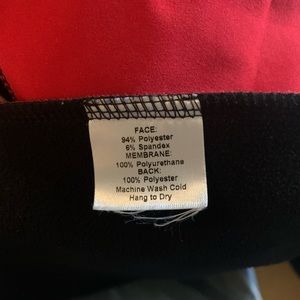 FACE:
94% Polyester
6% Spandex
MEMBRANE:
100% Polyurethane
BACK:
100% Polyester
Machine Wash Cold
Hang to Dry